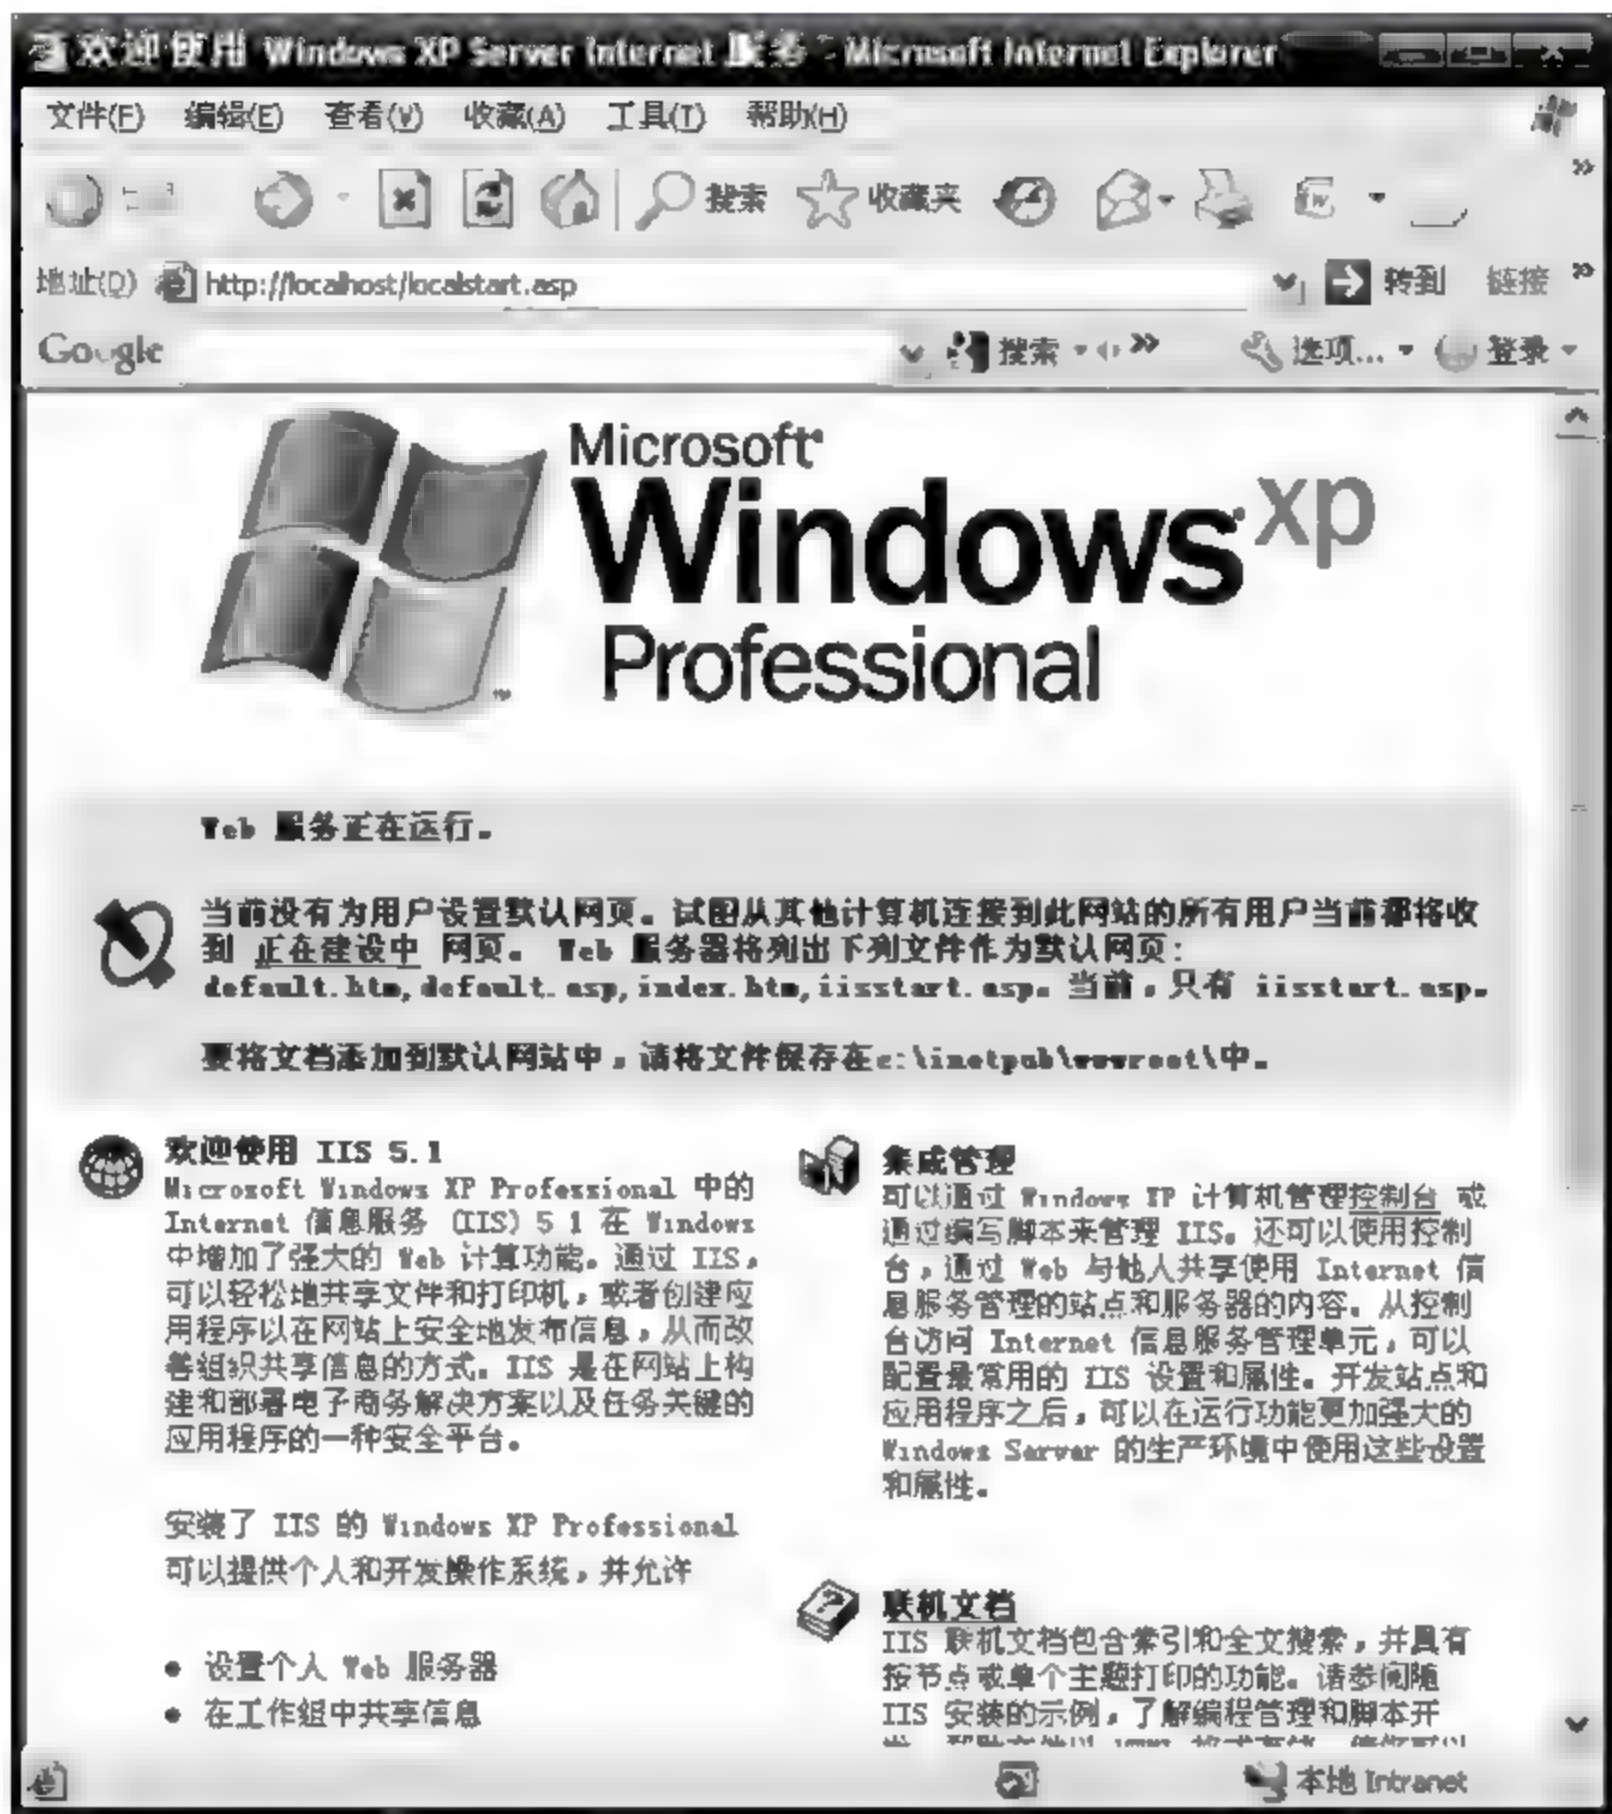 欢迎使用 Windows XP Server Internet 服务 - Microsoft Internet Explorer
文件(F) 编辑(E) 查看(V) 收藏(A) 工具(T) 帮助(H)
搜索 收藏夹
地址(D) http://localhost/localstart.asp 转到 链接
Google 搜索 选项... 登录
Microsoft
Windows xp
Professional
Web 服务正在运行。
当前没有为用户设置默认网页。试图从其他计算机连接到此网站的所有用户当前都将收
到 正在建设中 网页。 Web 服务器将列出下列文件作为默认网页:
default.htm,default.asp,index.htm,iisstart.asp。当前，只有 iisstart.asp。
要将文档添加到默认网站中，请将文件保存在c:\inetpub\wwwroot\中。
欢迎使用 IIS 5.1
Microsoft Windows XP Professional 中的
Internet 信息服务 (IIS) 5.1 在 Windows
中增加了强大的 Web 计算功能。通过 IIS，
可以轻松地共享文件和打印机，或者创建应
用程序以在网站上安全地发布信息，从而改
善组织共享信息的方式。IIS 是在网站上构
建和部署电子商务解决方案以及任务关键的
应用程序的一种安全平台。
安装了 IIS 的 Windows XP Professional
可以提供个人和开发操作系统，并允许
• 设置个人 Web 服务器
• 在工作组中共享信息
集成管理
可以通过 Windows XP 计算机管理控制台 或
通过编写脚本来管理 IIS。还可以使用控制
台，通过 Web 与他人共享使用 Internet 信
息服务管理的站点和服务器的内容。从控制
台访问 Internet 信息服务管理单元，可以
配置最常用的 IIS 设置和属性。开发站点和
应用程序之后，可以在运行功能更加强大的
Windows Server 的生产环境中使用这些设置
和属性。
联机文档
IIS 联机文档包含索引和全文搜索，并具有
按节点或单个主题打印的功能。请参阅随
IIS 安装的示例，了解编程管理和脚本开
本地 Intranet